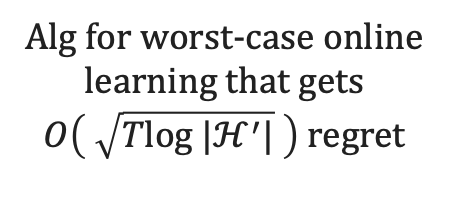 Alg for worst-case online
learning that gets
O( √Tlog |ℋ′| ) regret